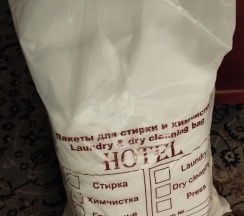 Пакеты для стирки и химчистки
Laundry & dry cleaning bag
HOTEL
Стирка Laundry
Химчистка Dry cleaning
Press